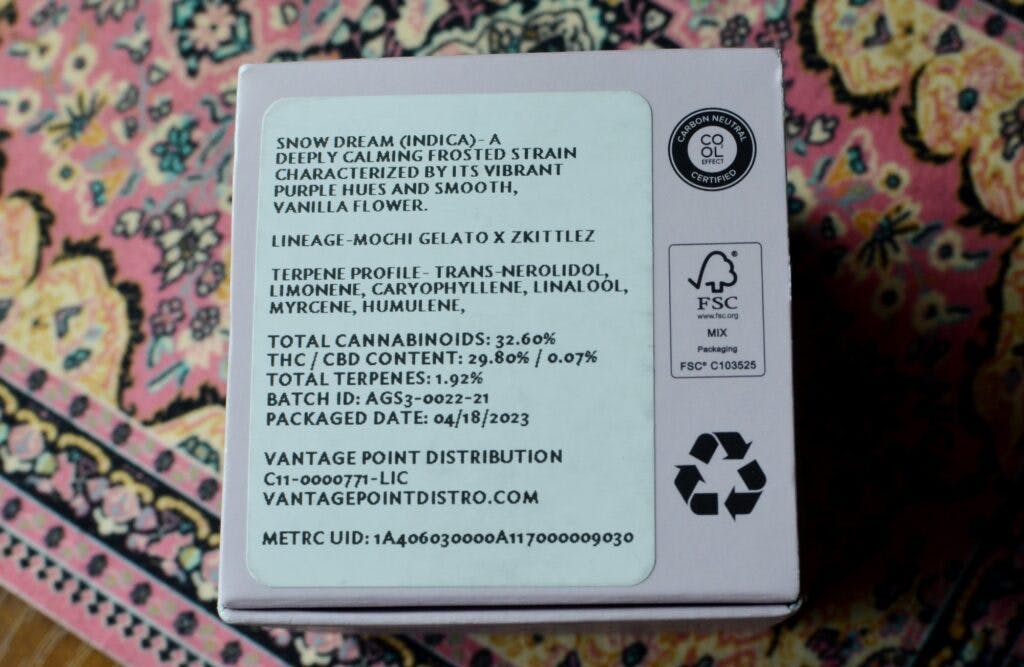 SNOW DREAM (INDICA)- A
DEEPLY CALMING FROSTED STRAIN
CHARACTERIZED BY ITS VIBRANT
PURPLE HUES AND SMOOTH,
VANILLA FLOWER.
LINEAGE-MOCHI GELATO X ZKITTLEZ
TERPENE PROFILE- TRANS-NEROLIDOL,
LIMONENE, CARYOPHYLLENE, LINALOOL,
MYRCENE, HUMULENE,
TOTAL CANNABINOIDS: 32.60%
THC / CBD CONTENT: 29.80% / 0.07%
TOTAL TERPENES: 1.92%
BATCH ID: AGS3-0022-21
PACKAGED DATE: 04/18/2023
VANTAGE POINT DISTRIBUTION
C11-0000771-LIC
VANTAGEPOINTDISTRO.COM
METRC UID: 1A406030000A117000009030
CARBON NEUTRAL
CO
OL
EFFECT
CERTIFIED
®
FSC
www.fsc.org
MIX
Packaging
FSC® C103525